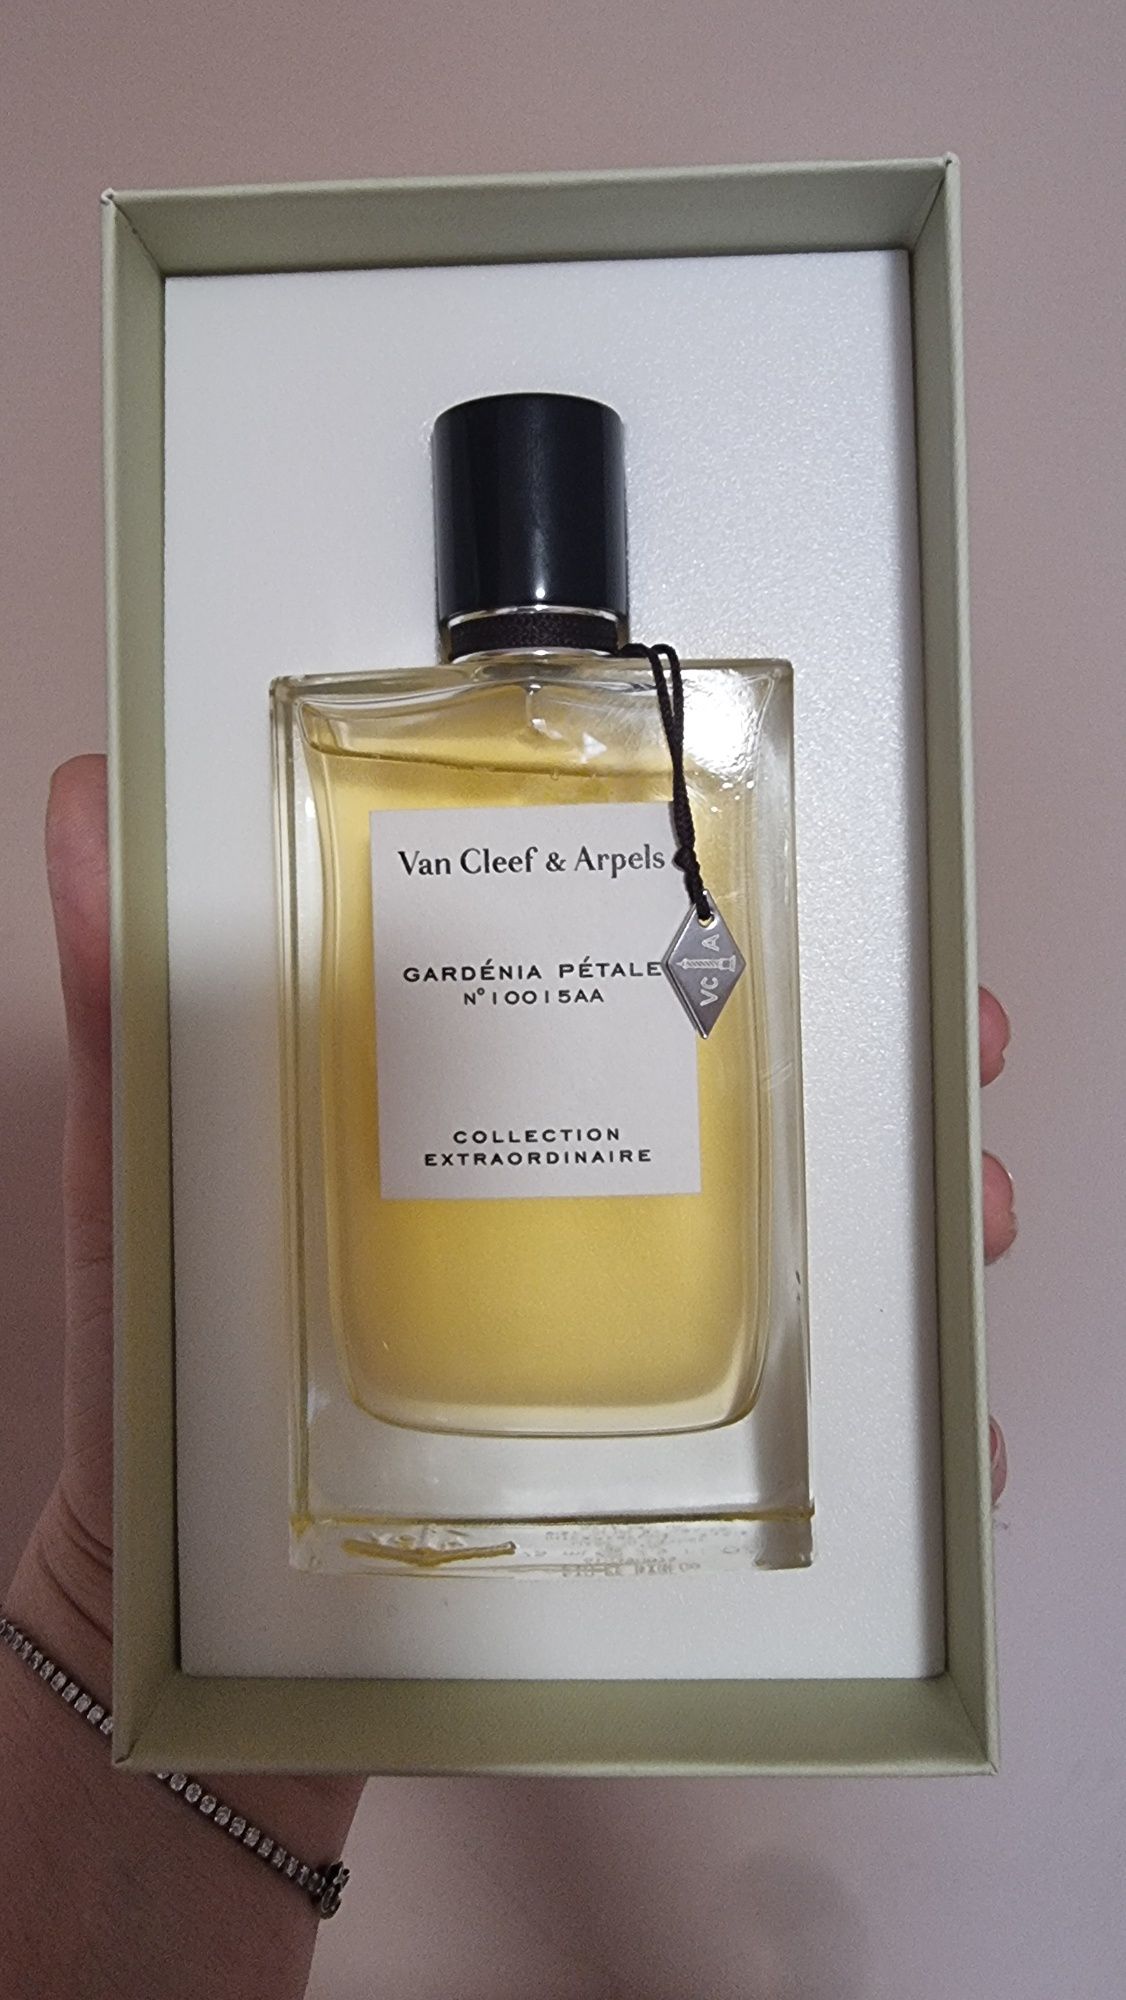 Van Cleef & Arpels
GARDÉNIA PÉTALE
N° 10015AA
COLLECTION
EXTRAORDINAIRE
VC A